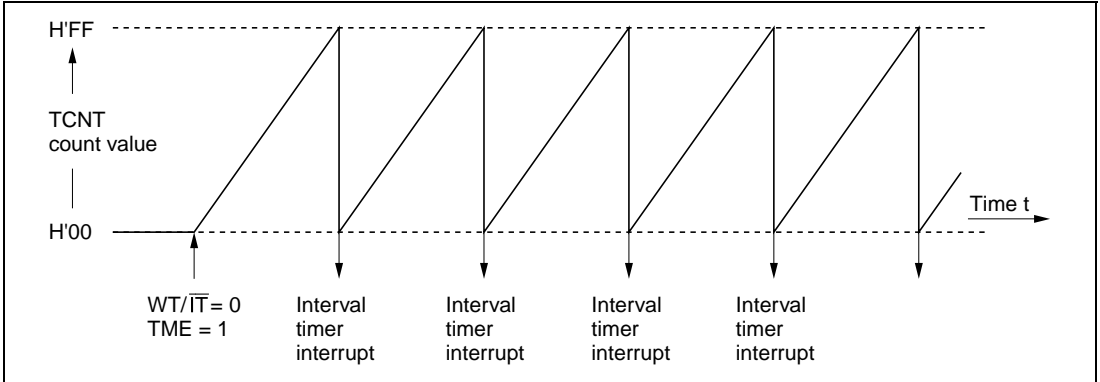 H'FF
TCNT
count value
H'00
Time t
WT/I̅T̅ = 0
TME = 1
Interval
timer
interrupt
Interval
timer
interrupt
Interval
timer
interrupt
Interval
timer
interrupt